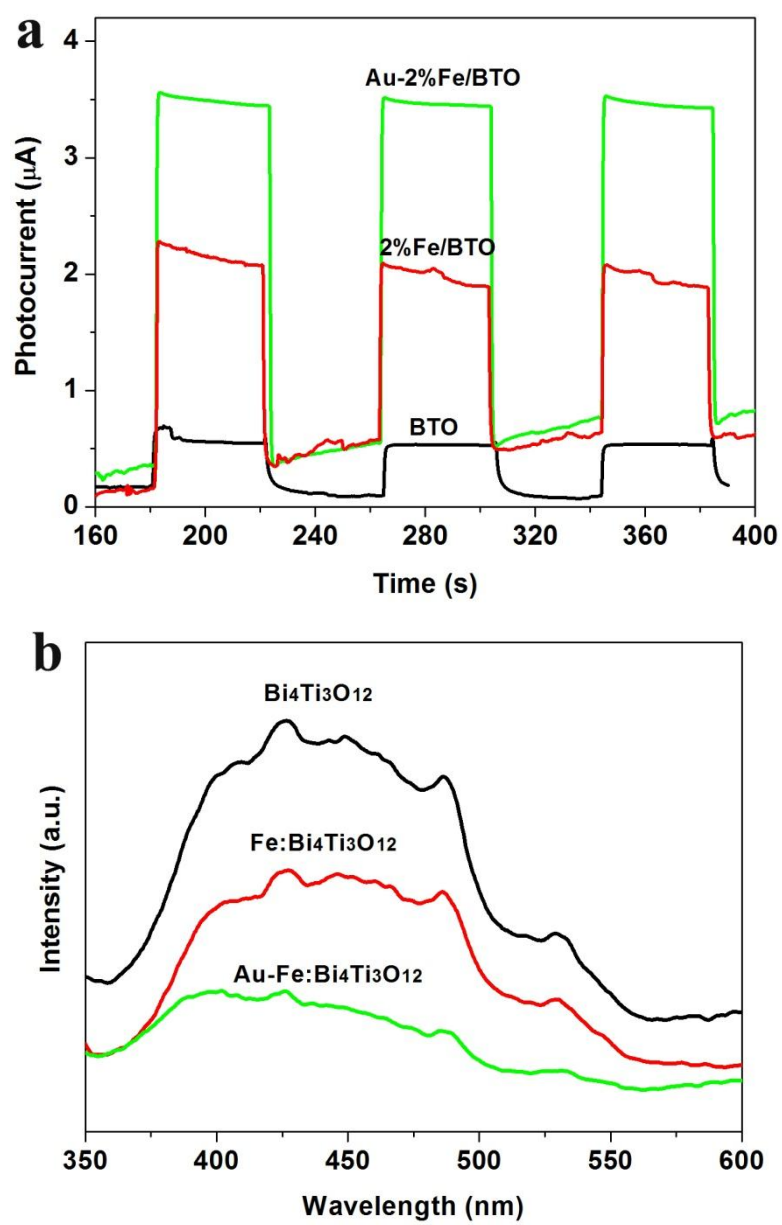 a
4
3
2
1
0
Photocurrent (μA)
Au-2%Fe/BTO
2%Fe/BTO
BTO
160 200 240 280 320 360 400
Time (s)
b
Intensity (a.u.)
Bi4Ti3O12
Fe:Bi4Ti3O12
Au-Fe:Bi4Ti3O12
350 400 450 500 550 600
Wavelength (nm)